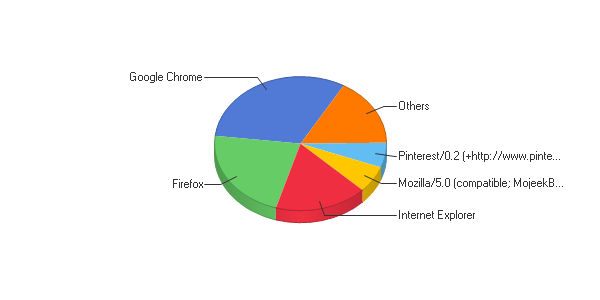 Google Chrome
Others
Pinterest/0.2 (+http://www.pinte...
Mozilla/5.0 (compatible; MojeekB...
Firefox
Internet Explorer